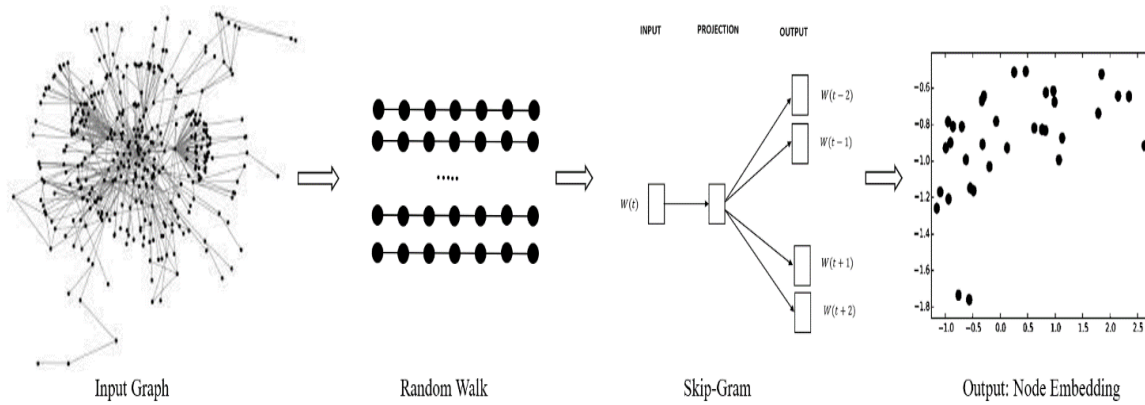 INPUT PROJECTION OUTPUT
W(t−2)
W(t−1)
W(t)
W(t+1)
W(t+2)
−0.6
−0.8
−1.0
−1.2
−1.4
−1.6
−1.8
−1.0 −0.5 0.0 0.5 1.0 1.5 2.0 2.5
Input Graph Random Walk Skip-Gram Output: Node Embedding